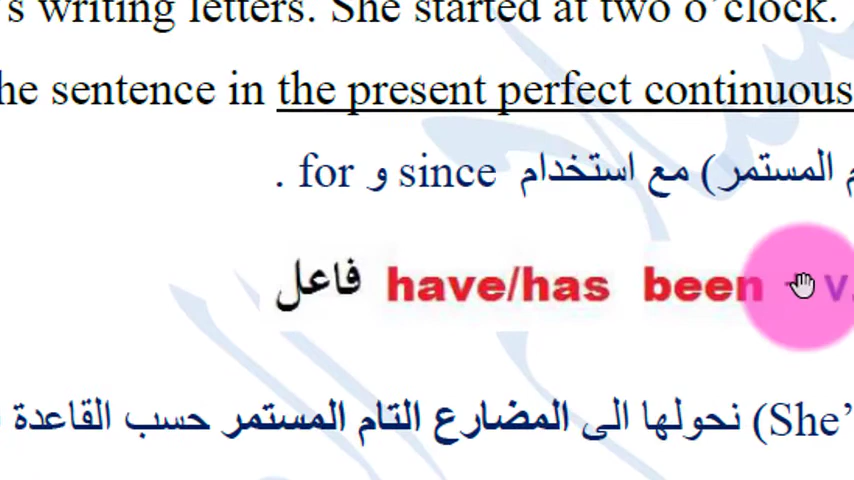 's writing letters. She started at two o'clock.
he sentence in the present perfect continuous
المستمر) مع استخدام since و for .
فاعل have/has been + v.
(She' نحولها الى المضارع التام المستمر حسب القاعدة